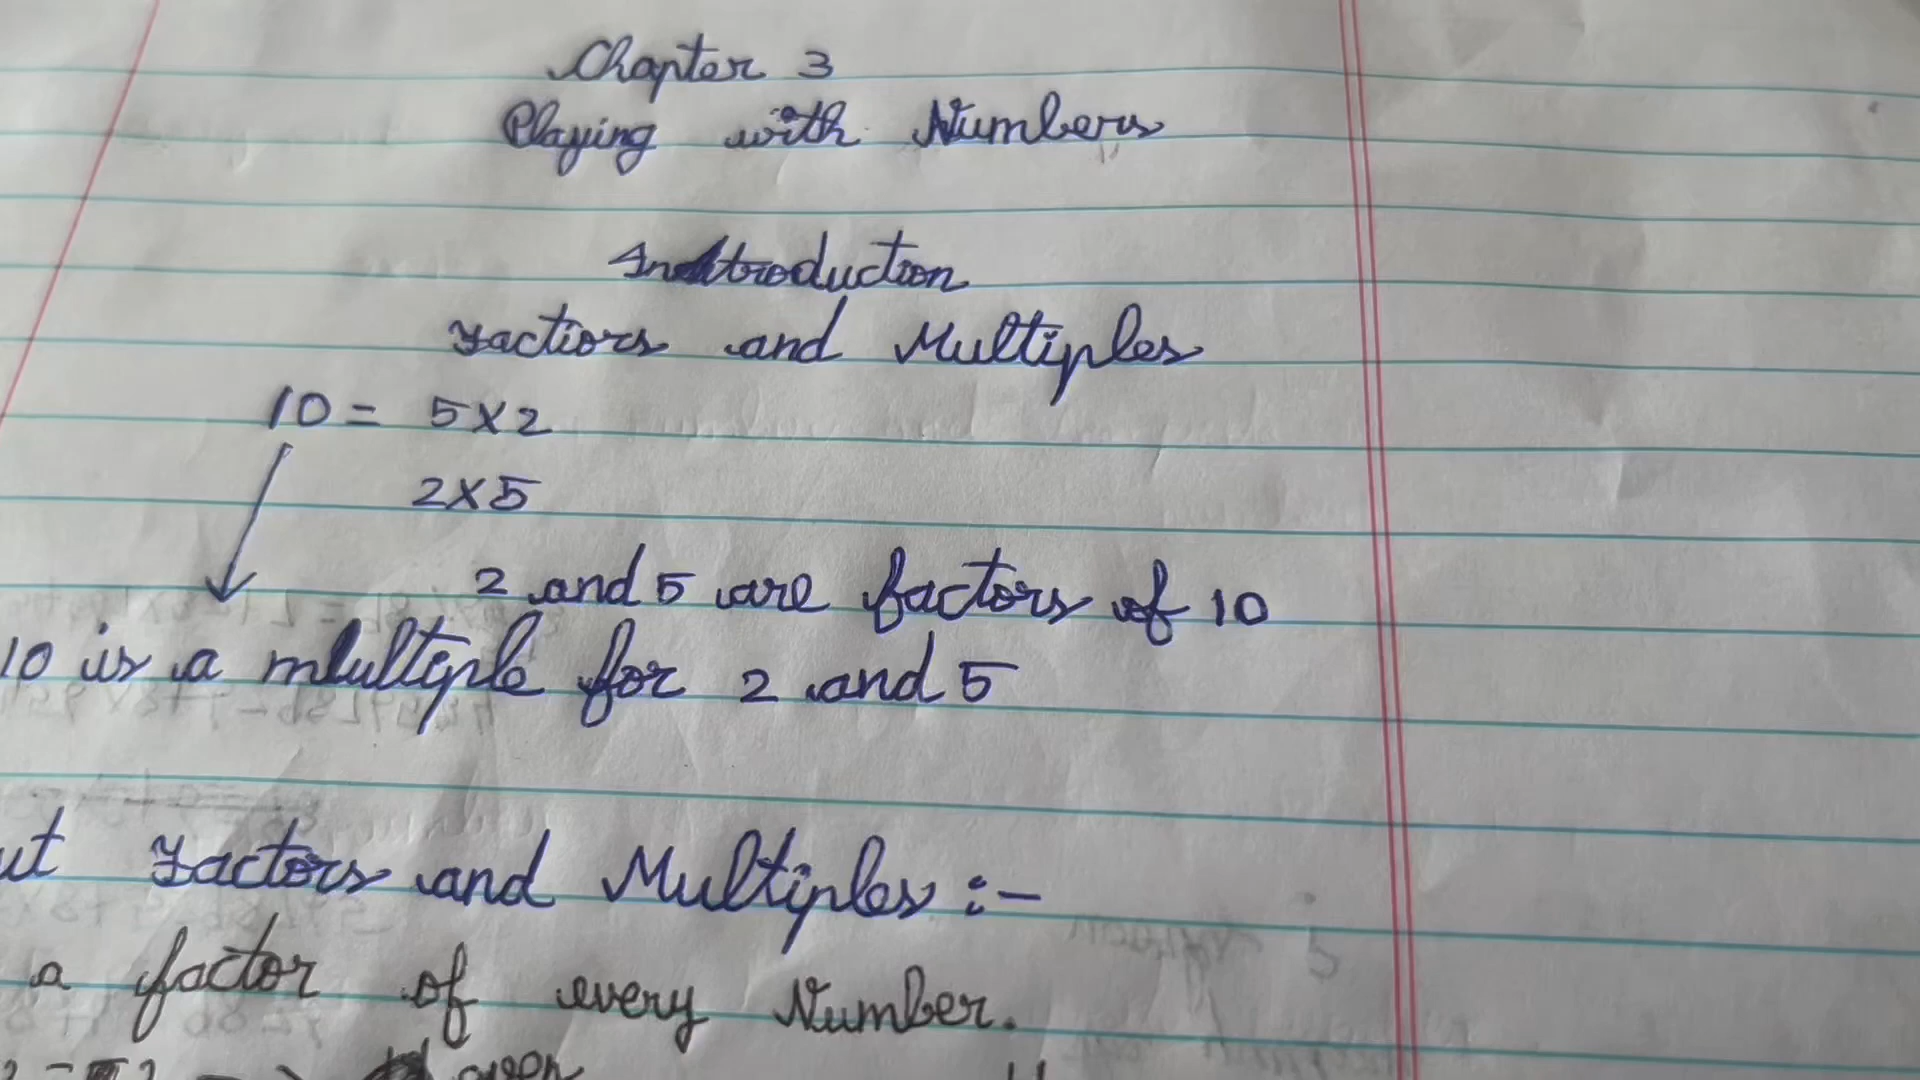 Chapter 3
Playing with Numbers
Introduction
Factiors and Multiples
10 = 5x2
2x5
2 and 5 are factors of 10
10 is a multiple for 2 and 5
Factors and Multiples :-
a factor of every Number.